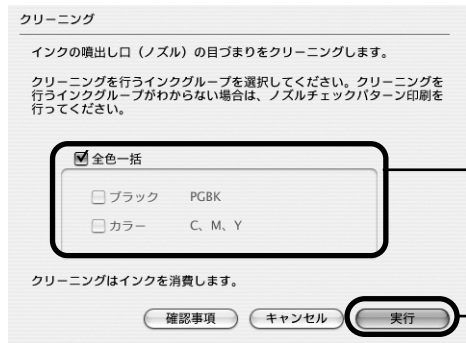 クリーニング
インクの噴出し口（ノズル）の目づまりをクリーニングします。
クリーニングを行うインクグループを選択してください。クリーニングを
行うインクグループがわからない場合は、ノズルチェックパターン印刷を
行ってください。
全色一括
ブラック PGBK
カラー C、M、Y
クリーニングはインクを消費します。
確認事項 キャンセル 実行